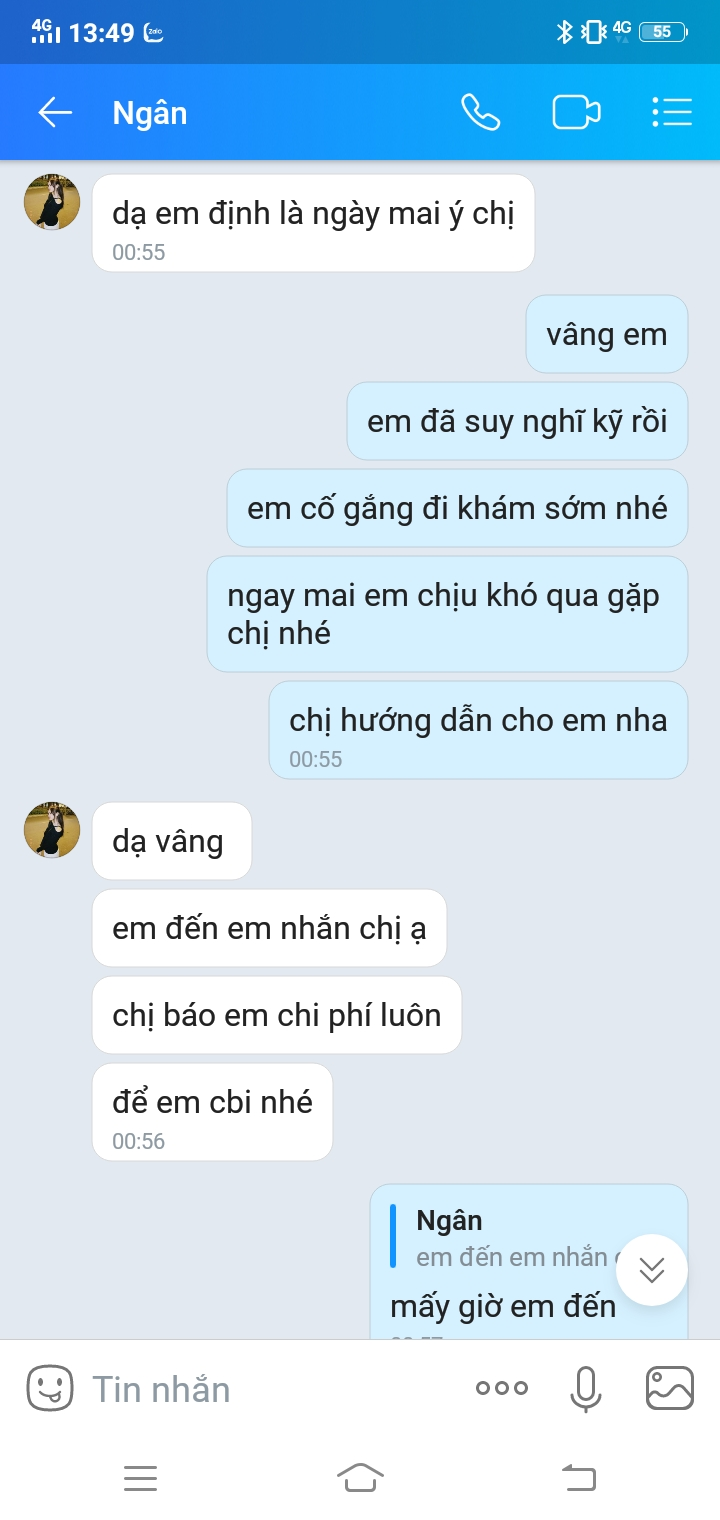 4G 13:49 Zalo 4G 55
Ngân
dạ em định là ngày mai ý chị
00:55
vâng em
em đã suy nghĩ kỹ rồi
em cố gắng đi khám sớm nhé
ngay mai em chịu khó qua gặp
chị nhé
chị hướng dẫn cho em nha
00:55
dạ vâng
em đến em nhắn chị ạ
chị báo em chi phí luôn
để em cbi nhé
00:56
Ngân
em đến em nhắn
mấy giờ em đến
Tin nhắn